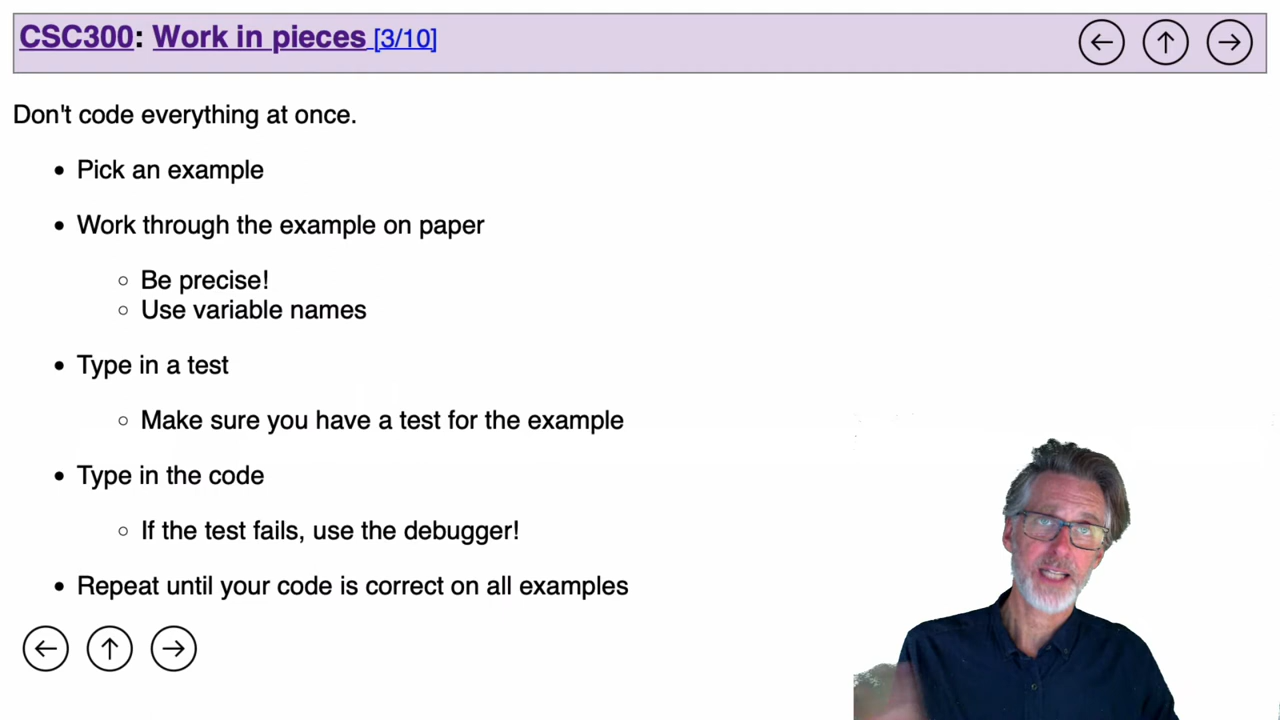 CSC300: Work in pieces [3/10]
Don't code everything at once.
• Pick an example
• Work through the example on paper
◦ Be precise!
◦ Use variable names
• Type in a test
◦ Make sure you have a test for the example
• Type in the code
◦ If the test fails, use the debugger!
• Repeat until your code is correct on all examples